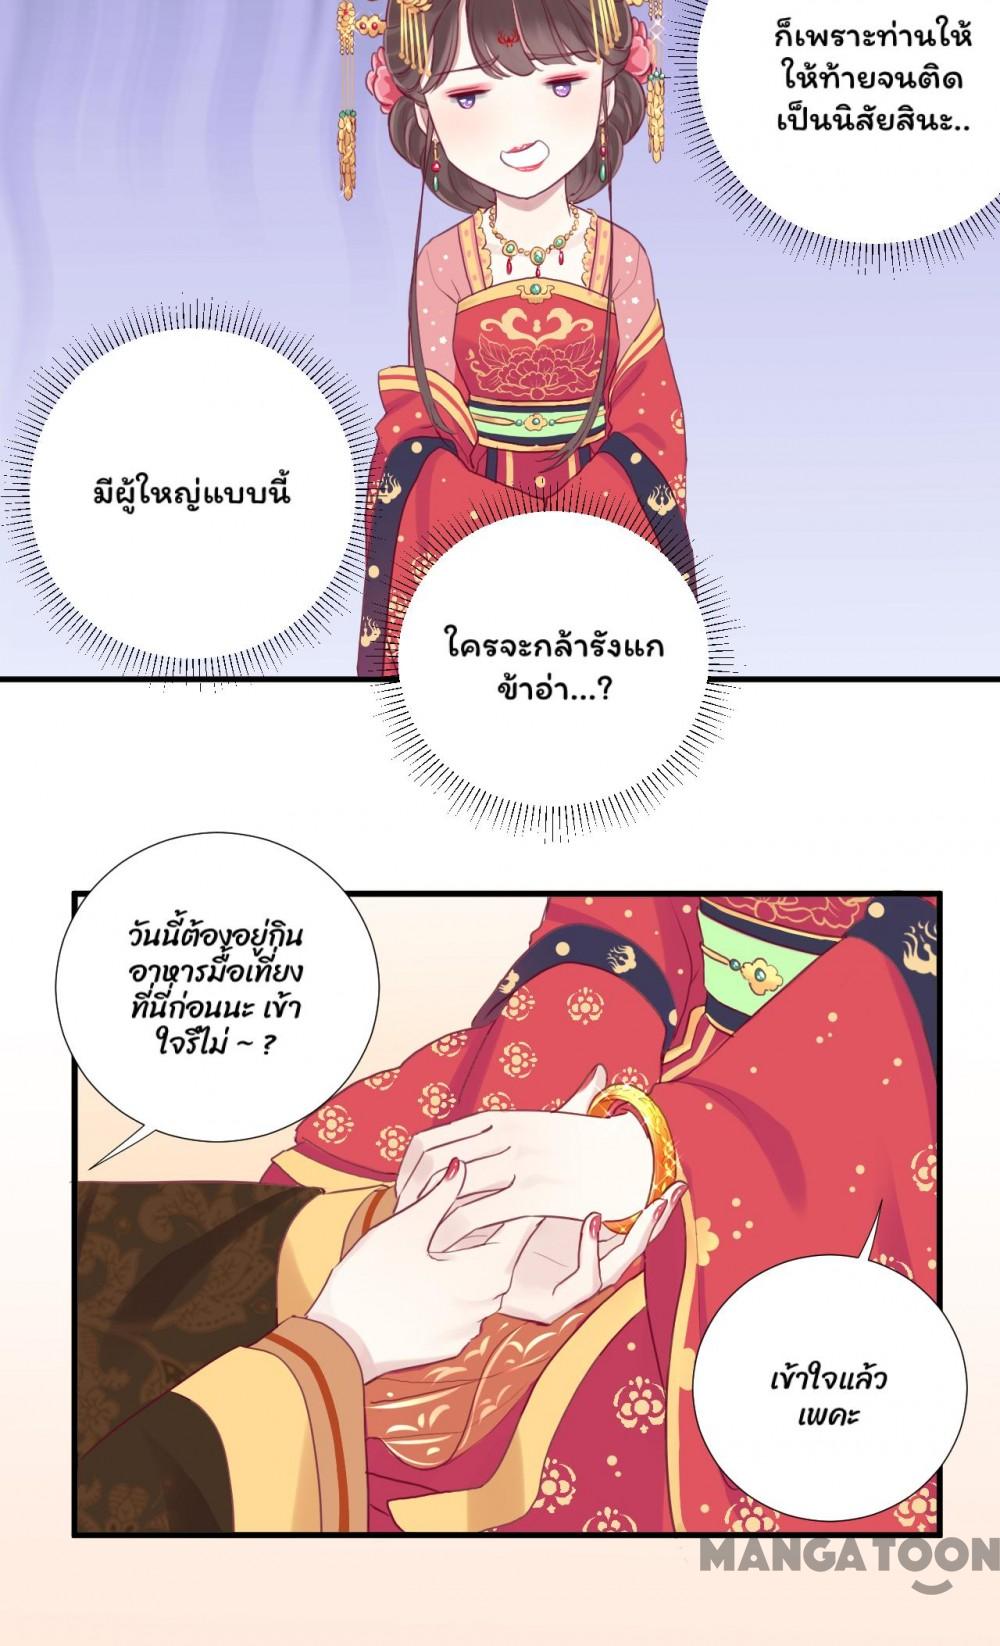 ก็เพราะท่านให้
ให้ท้ายจนติด
เป็นนิสัยสินะ..
มีผู้ใหญ่แบบนี้
ใครจะกล้ารังแก
ข้าอ่า...?
วันนี้ต้องอยู่กิน
อาหารมื้อเที่ยง
ที่นี่ก่อนนะ เข้า
ใจรึไม่ ~ ?
เข้าใจแล้ว
เพคะ
MANGATOON